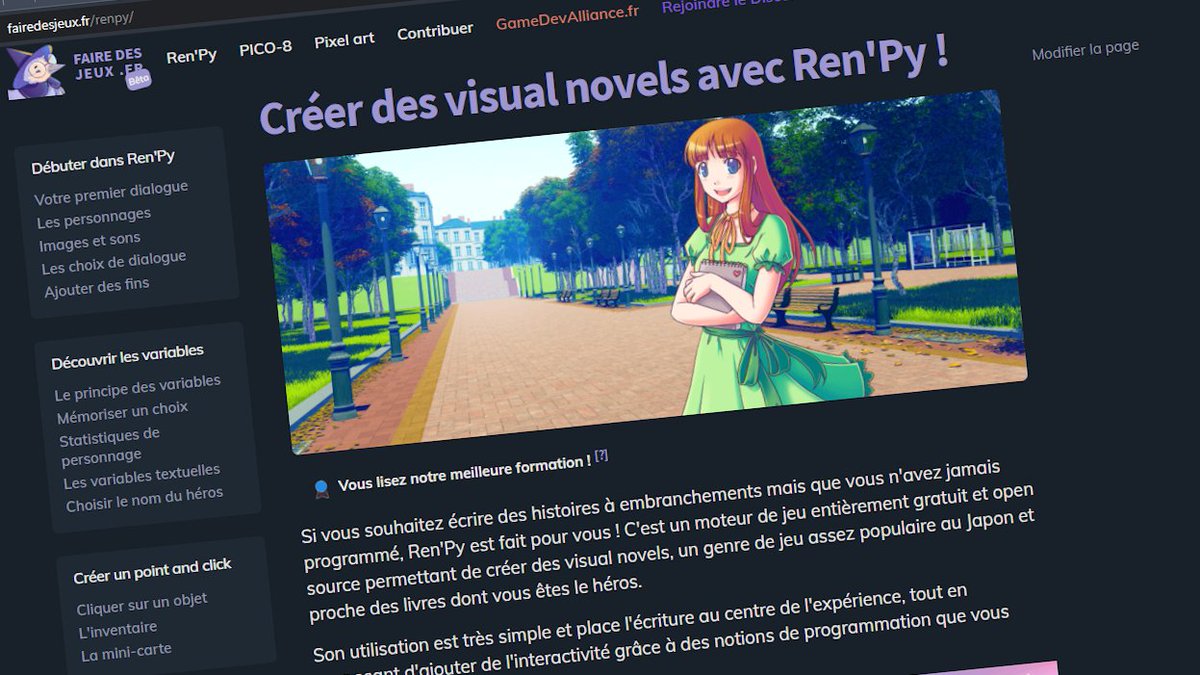 fairedesjeux.fr/renpy/
FAIRE DES
JEUX .FR
Bêta
Ren'Py
PICO-8
Pixel art
Contribuer
GameDevAlliance.fr
Rejoindre le
Modifier la page
Créer des visual novels avec Ren'Py !
Débuter dans Ren'Py
Votre premier dialogue
Les personnages
Images et sons
Les choix de dialogue
Ajouter des fins
Découvrir les variables
Le principe des variables
Mémoriser un choix
Statistiques de
personnage
Les variables textuelles
Choisir le nom du héros
Créer un point and click
Cliquer sur un objet
L'inventaire
La mini-carte
Vous lisez notre meilleure formation ! [?]
Si vous souhaitez écrire des histoires à embranchements mais que vous n'avez jamais
programmé, Ren'Py est fait pour vous ! C'est un moteur de jeu entièrement gratuit et open
source permettant de créer des visual novels, un genre de jeu assez populaire au Japon et
proche des livres dont vous êtes le héros.
Son utilisation est très simple et place l'écriture au centre de l'expérience, tout en
d'ajouter de l'interactivité grâce à des notions de programmation que vous